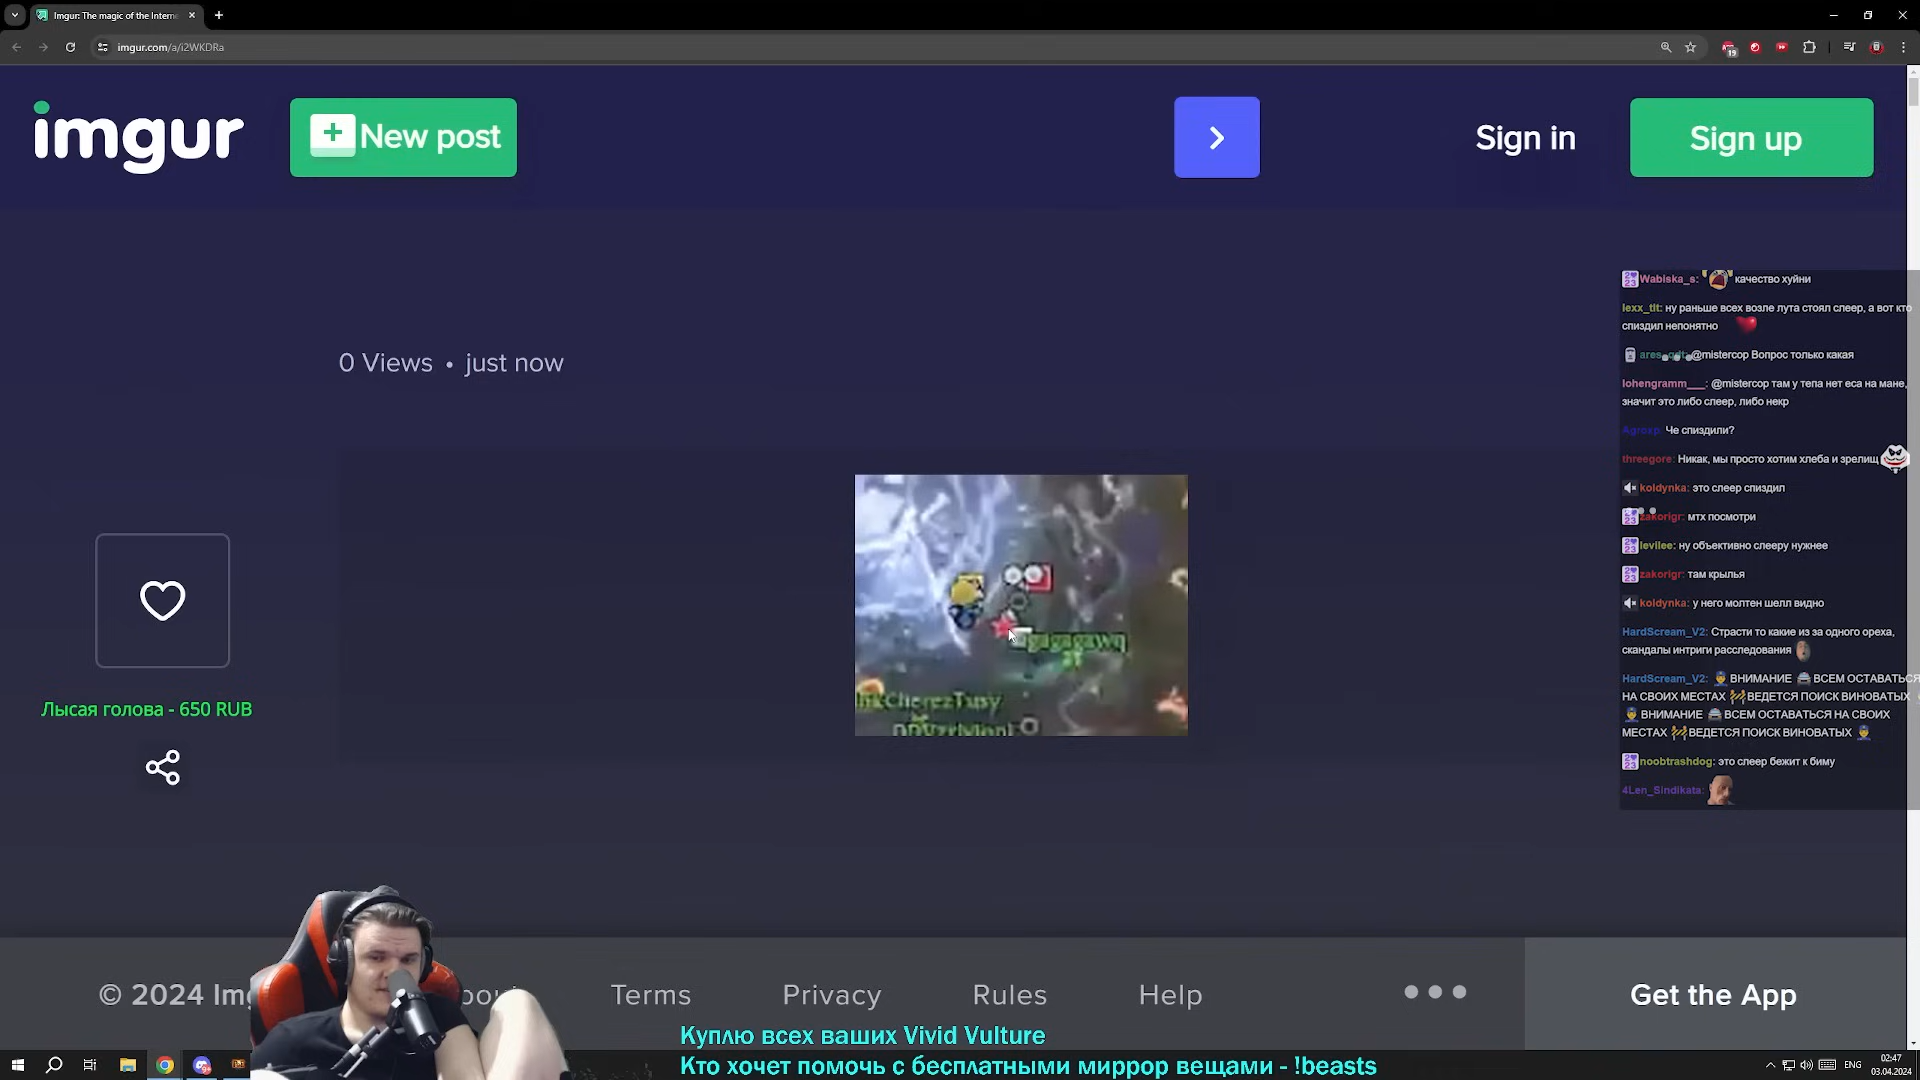 Imgur: The magic of the Interne
imgur.com/a/i2WKDRa
19
imgur
New post
Sign in
Sign up
0 Views • just now
Wabiska_s: качество хуйни
lexx_tlt: ну раньше всех возле лута стоял слеер, а вот кто
спиздил непонятно
@mistercop Вопрос только какая
lohengramm___: @mistercop там у тепа нет еса на мане,
значит это либо слеер, либо некр
Agroxp: Че спиздили?
threegore: Никак, мы просто хотим хлеба и зрелищ
koldynka: это слеер спиздил
zakorigr: мтх посмотри
levilee: ну объективно слееру нужнее
zakorigr: там крылья
koldynka: у него молтен шелл видно
HardScream_V2: Страсти то какие из за одного ореха,
скандалы интриги расследования
HardScream_V2: 👮ВНИМАНИЕ 🚔ВСЕМ ОСТАВАТЬСЯ
НА СВОИХ МЕСТАХ 🚧ВЕДЕТСЯ ПОИСК ВИНОВАТЫХ
👮ВНИМАНИЕ 🚔ВСЕМ ОСТАВАТЬСЯ НА СВОИХ
МЕСТАХ 🚧ВЕДЕТСЯ ПОИСК ВИНОВАТЫХ 👮
noobtrashdog: это слеер бежит к биму
4Len_Sindikata:
Лысая голова - 650 RUB
© 2024 Im
Terms
Privacy
Rules
Help
Get the App
Куплю всех ваших Vivid Vulture
Кто хочет помочь с бесплатными миррор вещами - !beasts
ENG
02:47
03.04.2024